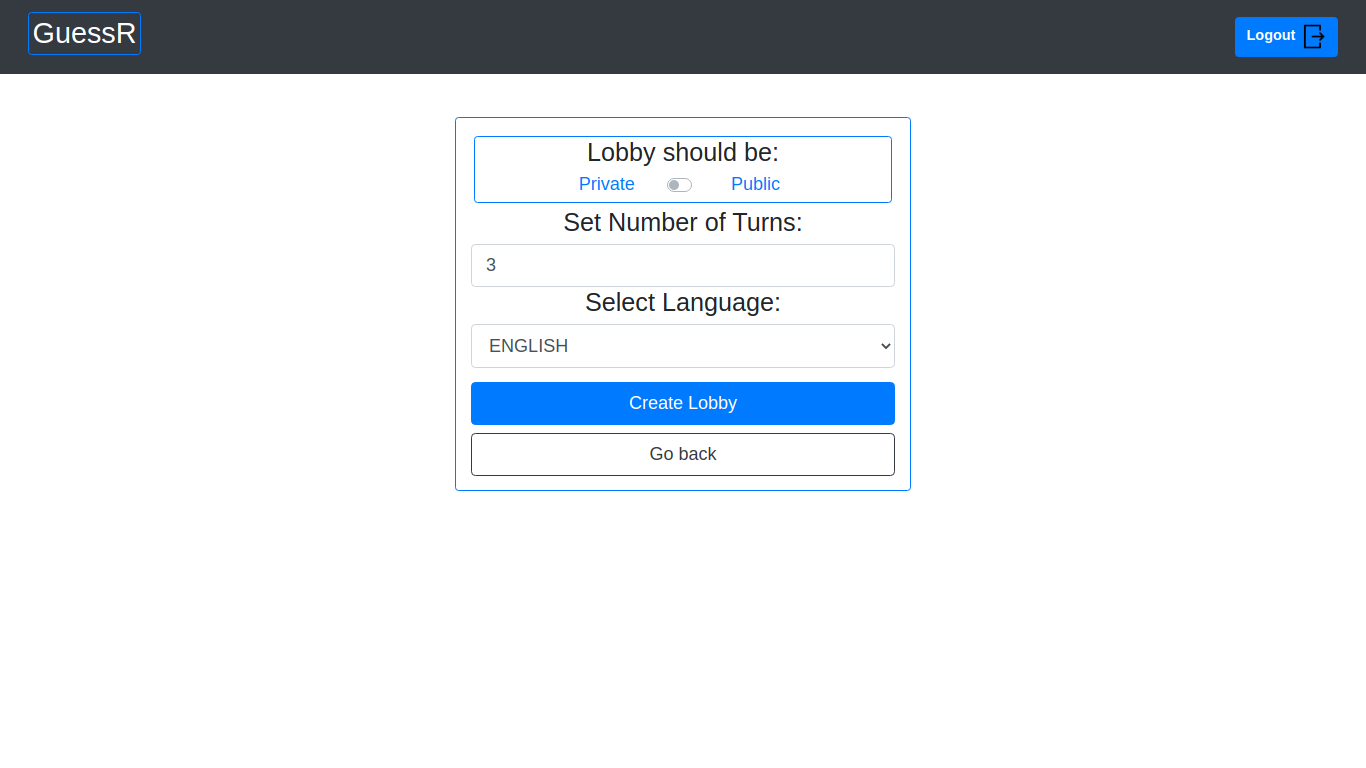 GuessR
Logout
Lobby should be:
Private Public
Set Number of Turns:
3
Select Language:
ENGLISH
Create Lobby
Go back